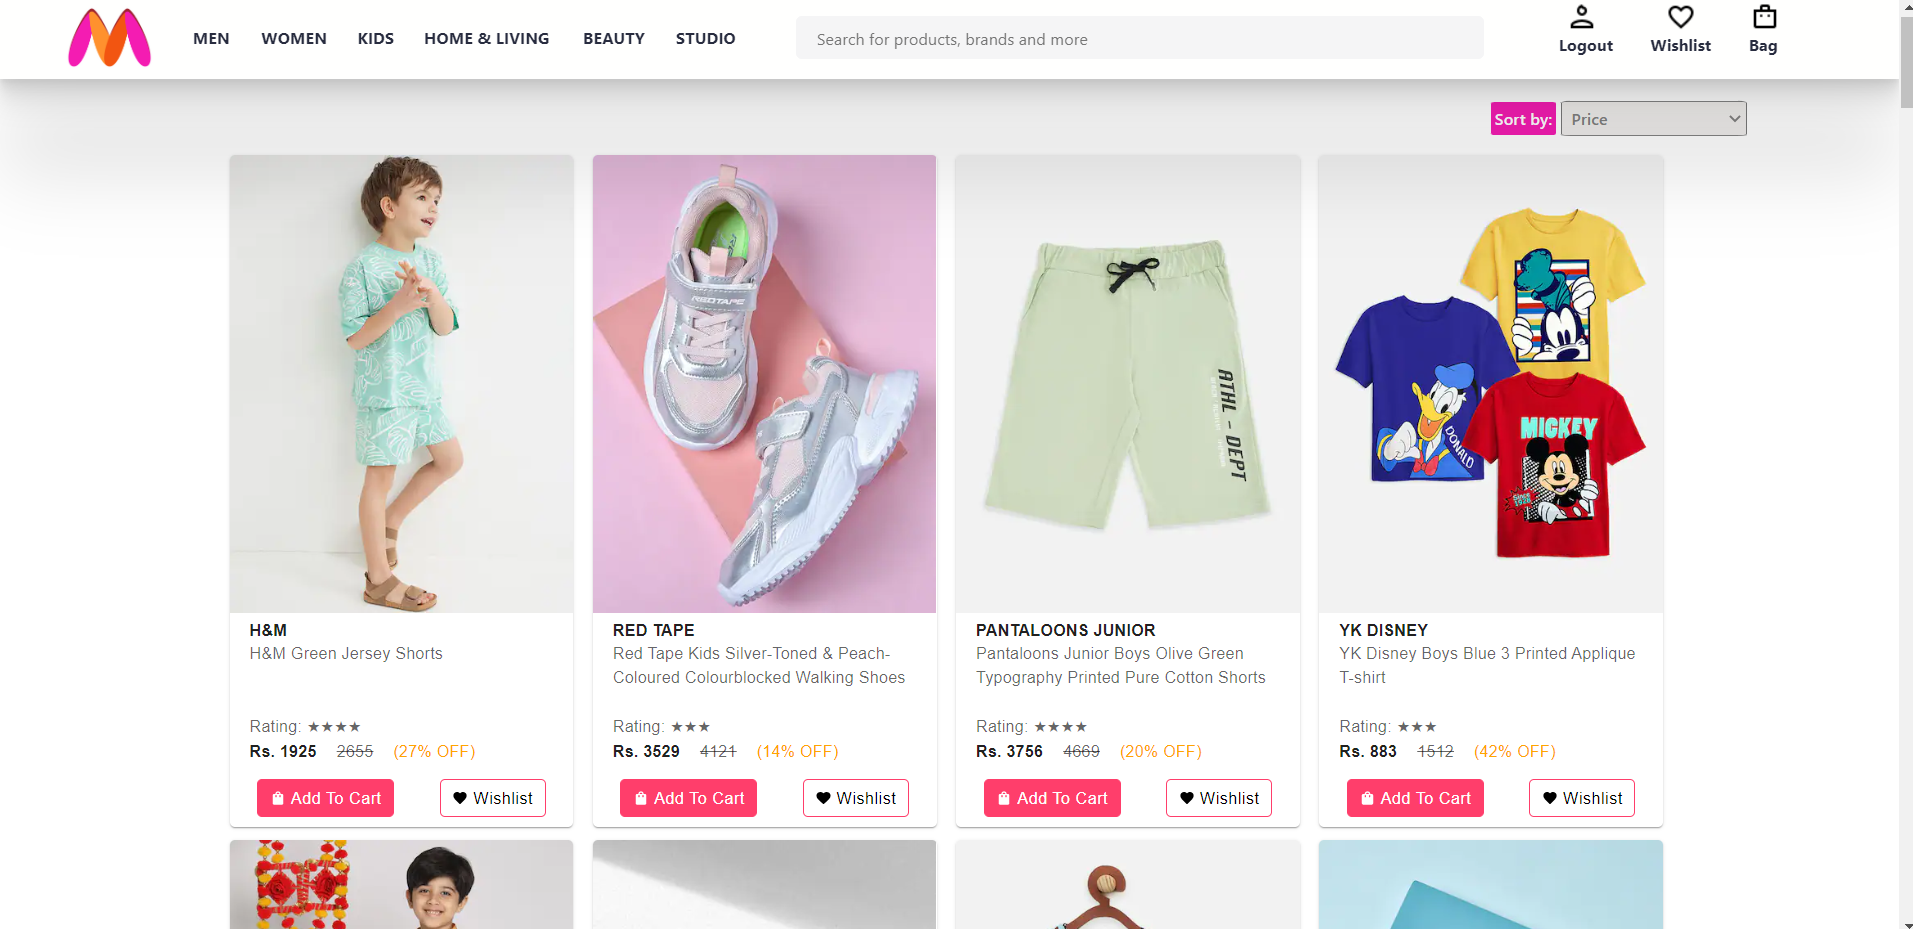 MEN WOMEN KIDS HOME & LIVING BEAUTY STUDIO
Search for products, brands and more
Logout Wishlist Bag
Sort by: Price
REDTAPE
ATHL - DEPT
DONALD
MICKEY
Since
1928
H&M
H&M Green Jersey Shorts
Rating: ★★★★
Rs. 1925 2655 (27% OFF)
Add To Cart Wishlist
RED TAPE
Red Tape Kids Silver-Toned & Peach-
Coloured Colourblocked Walking Shoes
Rating: ★★★
Rs. 3529 4121 (14% OFF)
Add To Cart Wishlist
PANTALOONS JUNIOR
Pantaloons Junior Boys Olive Green
Typography Printed Pure Cotton Shorts
Rating: ★★★★
Rs. 3756 4669 (20% OFF)
Add To Cart Wishlist
YK DISNEY
YK Disney Boys Blue 3 Printed Applique
T-shirt
Rating: ★★★
Rs. 883 1512 (42% OFF)
Add To Cart Wishlist